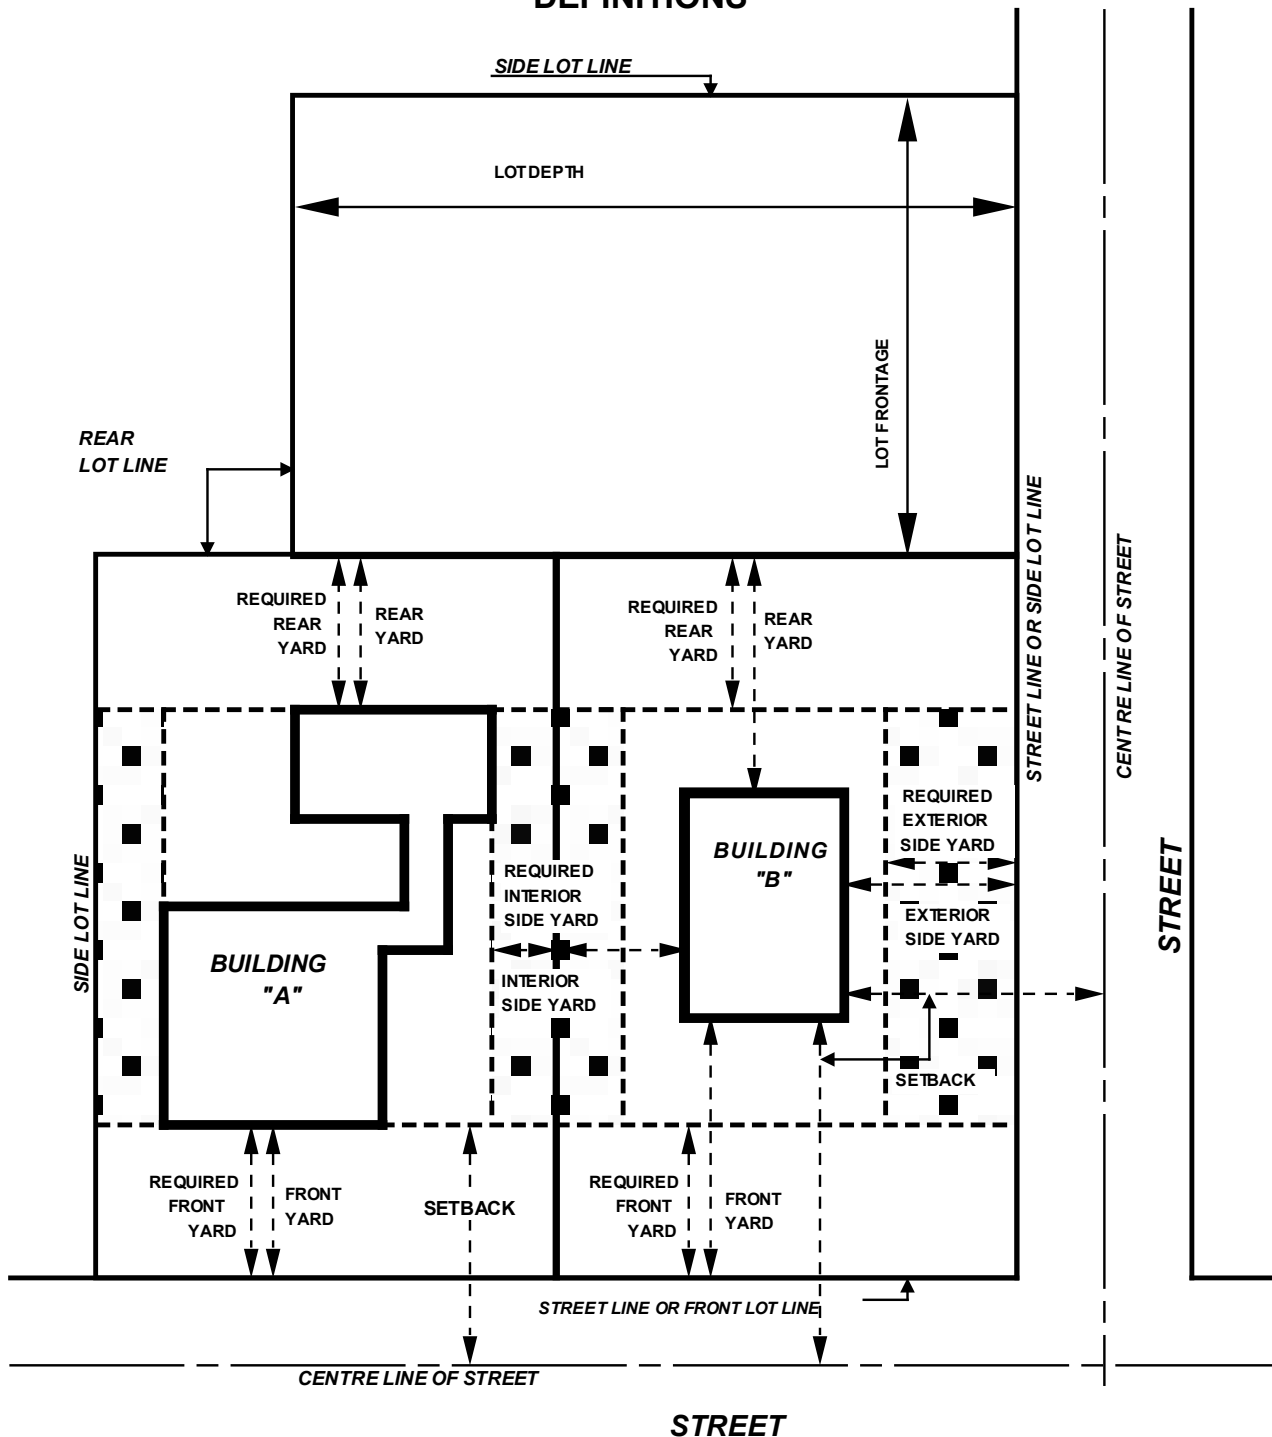 DEFINITIONS
SIDE LOT LINE
LOT DEPTH
LOT FRONTAGE
REAR
LOT LINE
STREET LINE OR SIDE LOT LINE
CENTRE LINE OF STREET
STREET
REQUIRED
REAR
YARD
REAR
YARD
REQUIRED
REAR
YARD
REAR
YARD
SIDE LOT LINE
BUILDING
"A"
REQUIRED
INTERIOR
SIDE YARD
INTERIOR
SIDE YARD
BUILDING
"B"
REQUIRED
EXTERIOR
SIDE YARD
EXTERIOR
SIDE YARD
SETBACK
REQUIRED
FRONT
YARD
FRONT
YARD
SETBACK
REQUIRED
FRONT
YARD
FRONT
YARD
STREET LINE OR FRONT LOT LINE
CENTRE LINE OF STREET
STREET